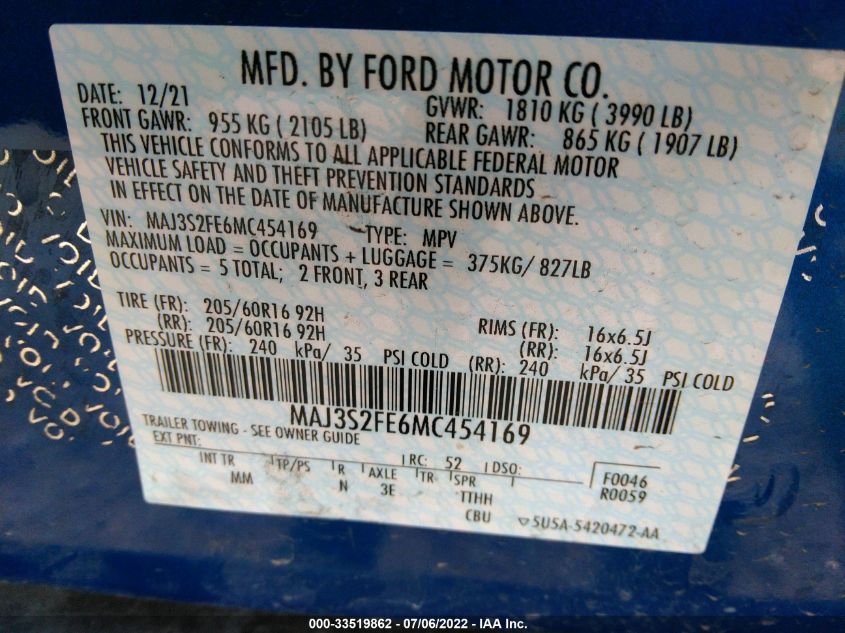 MFD. BY FORD MOTOR CO.
DATE: 12/21 GVWR: 1810 KG ( 3990 LB)
FRONT GAWR: 955 KG ( 2105 LB) REAR GAWR: 865 KG ( 1907 LB)
THIS VEHICLE CONFORMS TO ALL APPLICABLE FEDERAL MOTOR
VEHICLE SAFETY AND THEFT PREVENTION STANDARDS
IN EFFECT ON THE DATE OF MANUFACTURE SHOWN ABOVE.
VIN: MAJ3S2FE6MC454169 TYPE: MPV
MAXIMUM LOAD = OCCUPANTS + LUGGAGE = 375KG/ 827LB
OCCUPANTS = 5 TOTAL; 2 FRONT, 3 REAR
TIRE (FR): 205/60R16 92H RIMS (FR): 16x6.5J
(RR): 205/60R16 92H (RR): 16x6.5J
PRESSURE (FR): 240 kPa/ 35 PSI COLD (RR): 240 kPa/ 35 PSI COLD
MAJ3S2FE6MC454169
TRAILER TOWING - SEE OWNER GUIDE
EXT PNT: RC: 52 DSO:
INT TR TP/PS R AXLE TR SPR F0046
MM N 3E TTHH R0059
CBU 5U5A-5420472-AA
000-33519862 - 07/06/2022 - IAA Inc.